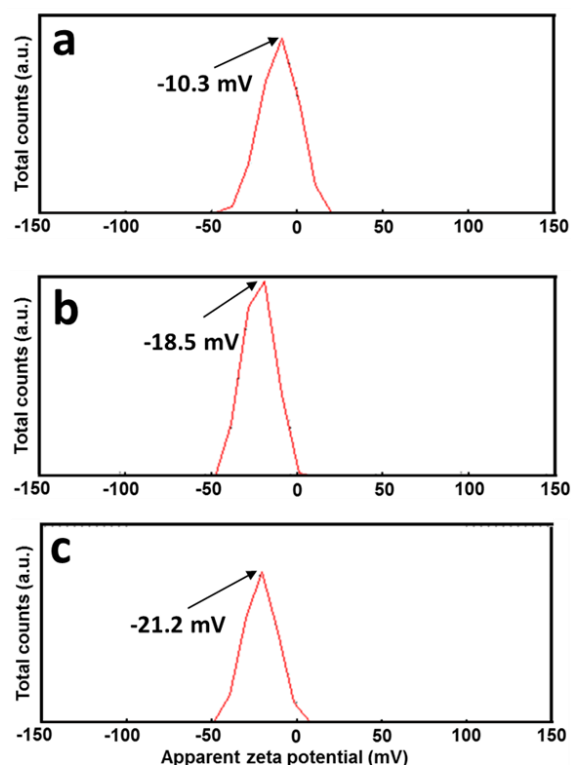 a
-10.3 mV
Total counts (a.u.)
-150 -100 -50 0 50 100 150
b
-18.5 mV
Total counts (a.u.)
-150 -100 -50 0 50 100 150
c
-21.2 mV
Total counts (a.u.)
-150 -100 -50 0 50 100 150
Apparent zeta potential (mV)